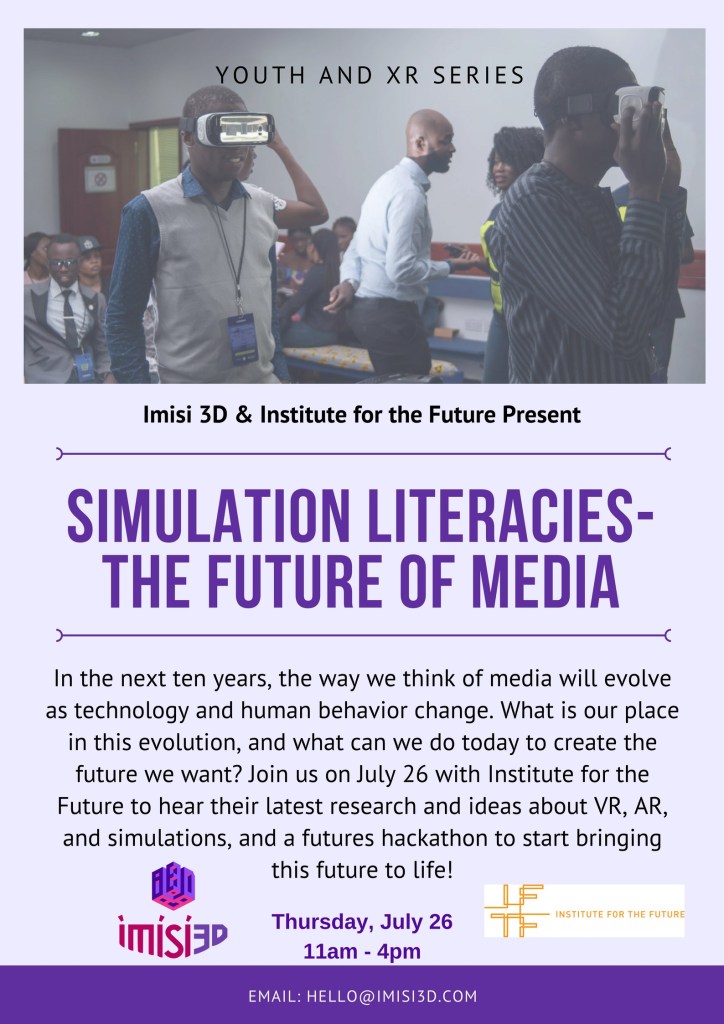 YOUTH AND XR SERIES
Imisi 3D & Institute for the Future Present
SIMULATION LITERACIES-
THE FUTURE OF MEDIA
In the next ten years, the way we think of media will evolve
as technology and human behavior change. What is our place
in this evolution, and what can we do today to create the
future we want? Join us on July 26 with Institute for the
Future to hear their latest research and ideas about VR, AR,
and simulations, and a futures hackathon to start bringing
this future to life!
imisi3D
Thursday, July 26
11am - 4pm
IFTF
INSTITUTE FOR THE FUTURE
EMAIL: HELLO@IMISI3D.COM